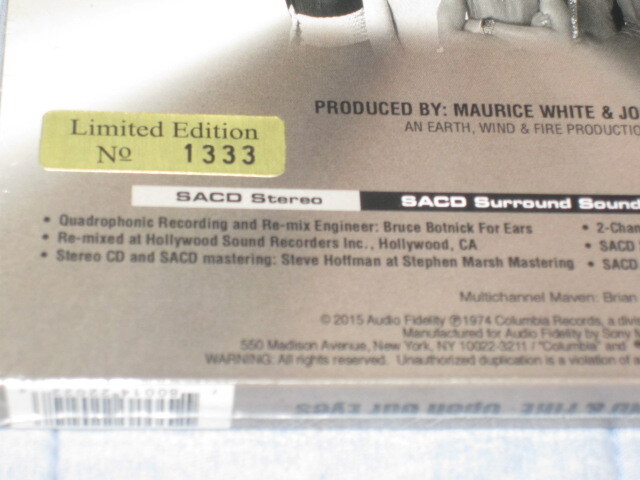 PRODUCED BY: MAURICE WHITE & JO
AN EARTH, WIND & FIRE PRODUCTIO
Limited Edition
No 1333
SACD Stereo
SACD Surround Sound
• Quadrophonic Recording and Re-mix Engineer: Bruce Botnick For Ears
• Re-mixed at Hollywood Sound Recorders Inc., Hollywood, CA
• Stereo CD and SACD mastering: Steve Hoffman at Stephen Marsh Mastering
• 2-Chan
• SACD
• SACD
Multichannel Maven: Brian
© 2015 Audio Fidelity ℗ 1974 Columbia Records, a divis
Manufactured for Audio Fidelity by Sony
550 Madison Avenue, New York, NY 10022-3211 / "Columbia" and
WARNING: All rights reserved. Unauthorized duplication is a violation of
& FIRE Open Our Eyes